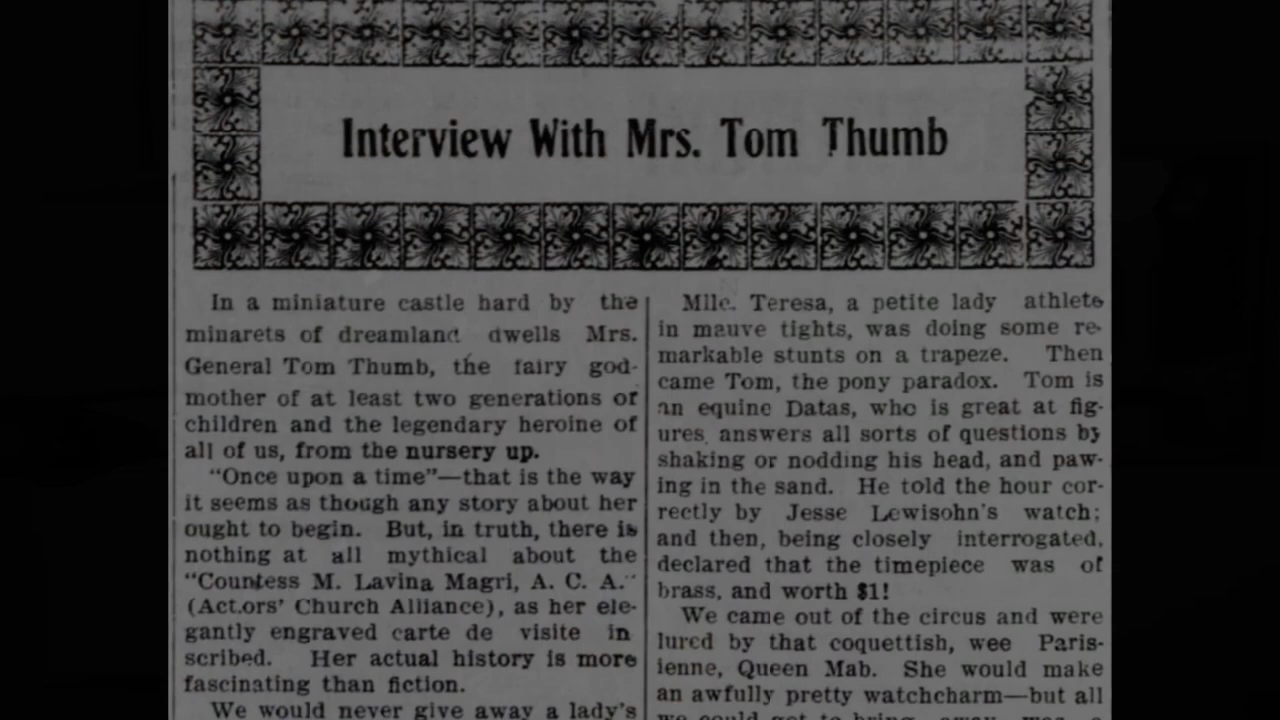 Interview With Mrs. Tom Thumb
In a miniature castle hard by the
minarets of dreamland dwells Mrs.
General Tom Thumb, the fairy god-
mother of at least two generations of
children and the legendary heroine of
all of us, from the nursery up.
"Once upon a time"—that is the way
it seems as though any story about her
ought to begin. But, in truth, there is
nothing at all mythical about the
"Countess M. Lavina Magri, A. C. A."
(Actors' Church Alliance), as her ele-
gantly engraved carte de visite in
scribed. Her actual history is more
fascinating than fiction.
We would never give away a lady's
Mlle. Teresa, a petite lady athlete
in mauve tights, was doing some re-
markable stunts on a trapeze. Then
came Tom, the pony paradox. Tom is
an equine Datas, who is great at fig-
ures, answers all sorts of questions by
shaking or nodding his head, and paw-
ing in the sand. He told the hour cor-
rectly by Jesse Lewisohn's watch;
and then, being closely interrogated,
declared that the timepiece was of
brass, and worth $1!
We came out of the circus and were
lured by that coquettish, wee Paris-
ienne, Queen Mab. She would make
an awfully pretty watchcharm—but all
we could get to bring away was a